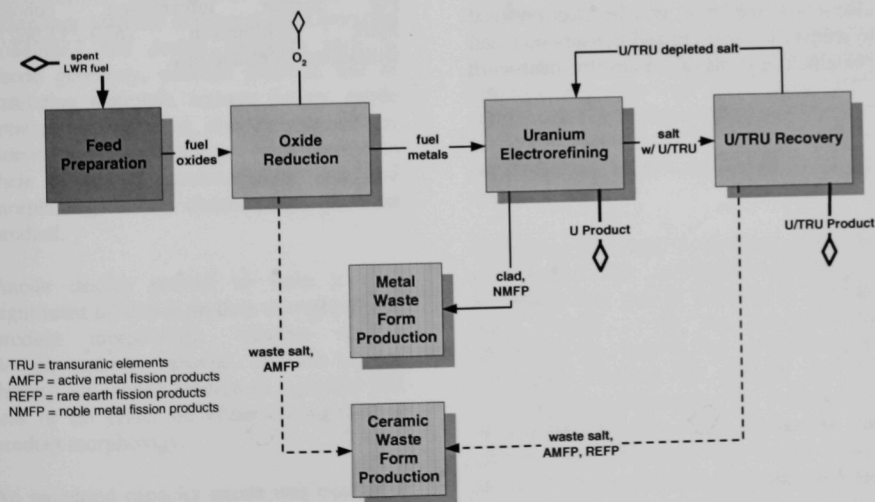 spent
LWR fuel
O2
U/TRU depleted salt
Feed
Preparation
fuel
oxides
Oxide
Reduction
fuel
metals
Uranium
Electrorefining
salt
w/ U/TRU
U/TRU Recovery
U Product
U/TRU Product
clad,
NMFP
Metal
Waste
Form
Production
waste salt,
AMFP
TRU = transuranic elements
AMFP = active metal fission products
REFP = rare earth fission products
NMFP = noble metal fission products
Ceramic
Waste
Form
Production
waste salt,
AMFP, REFP